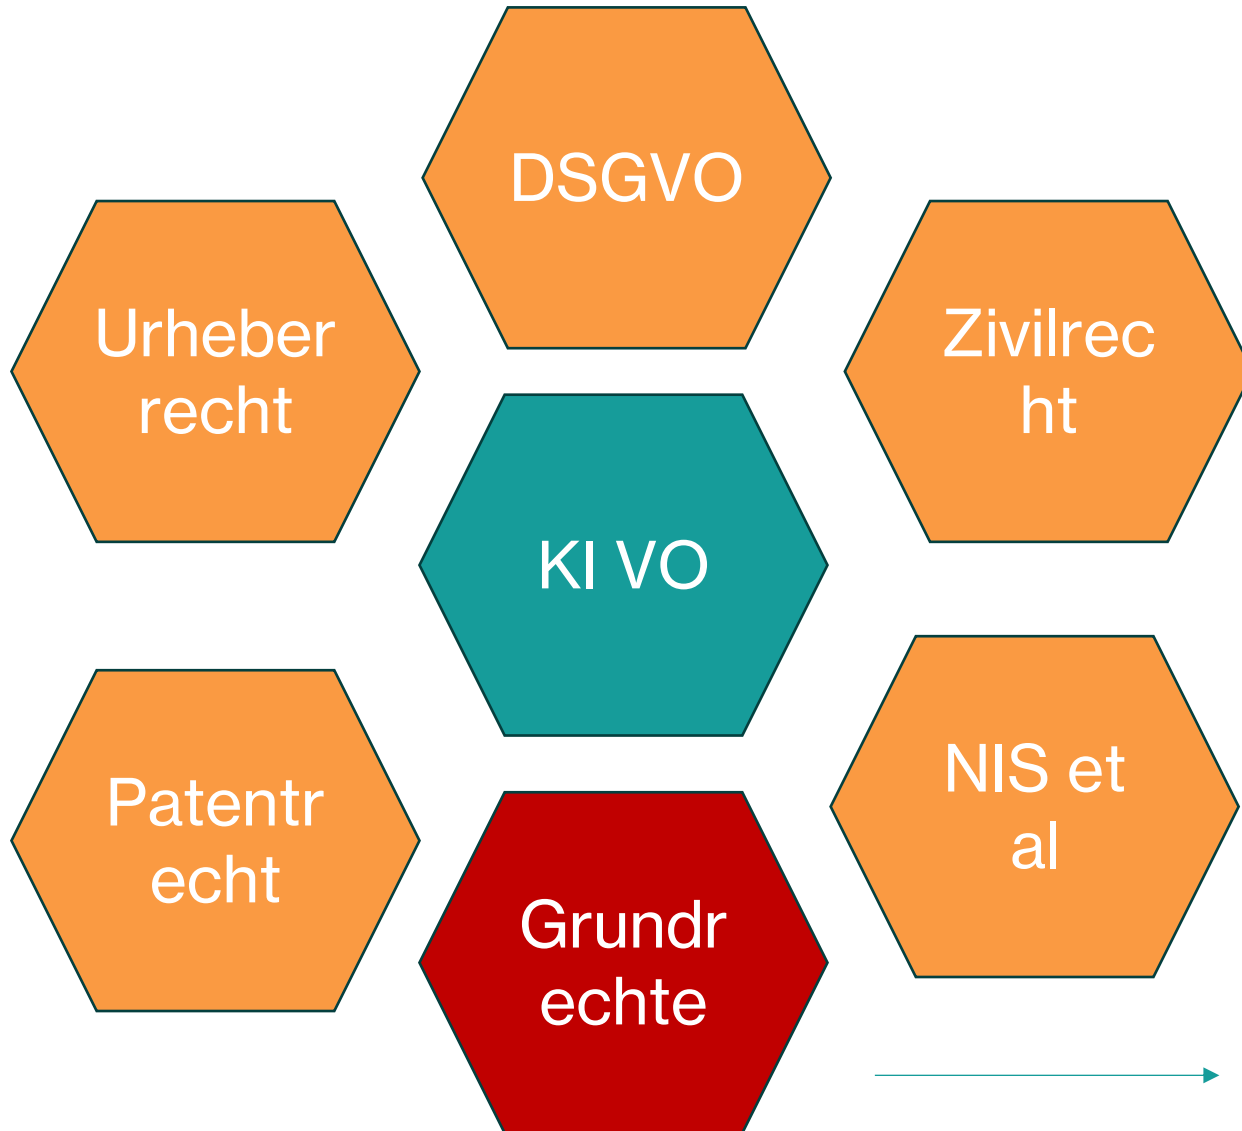 DSGVO
Urheber
recht
Zivilrec
ht
KI VO
Patentr
echt
NIS et
al
Grundr
echte